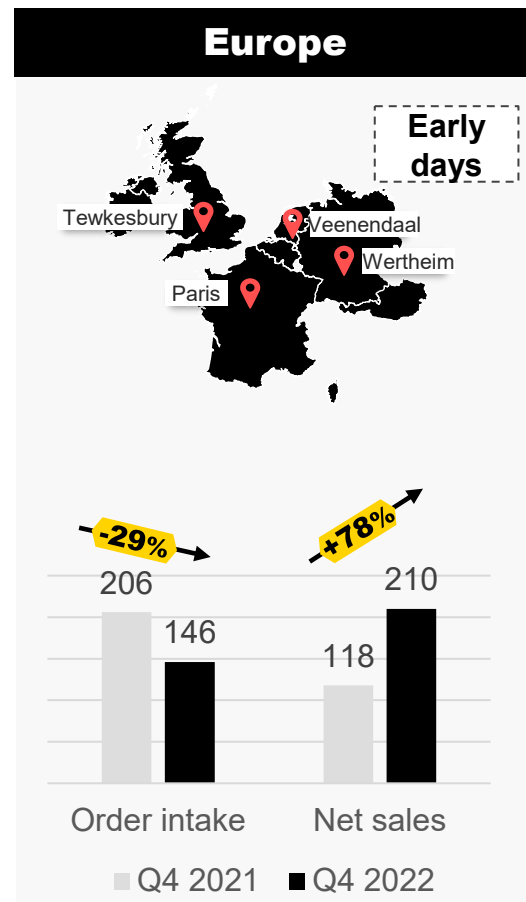 Europe
Early
days
Tewkesbury
Veenendaal
Wertheim
Paris
-29%
+78%
206
146
118
210
Order intake
Net sales
Q4 2021
Q4 2022